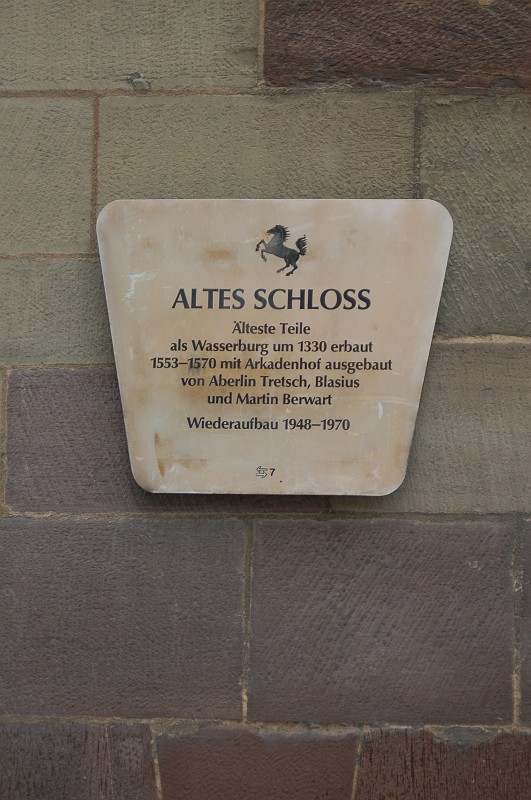 ALTES SCHLOSS
Älteste Teile
als Wasserburg um 1330 erbaut
1553–1570 mit Arkadenhof ausgebaut
von Aberlin Tretsch, Blasius
und Martin Berwart
Wiederaufbau 1948–1970
7